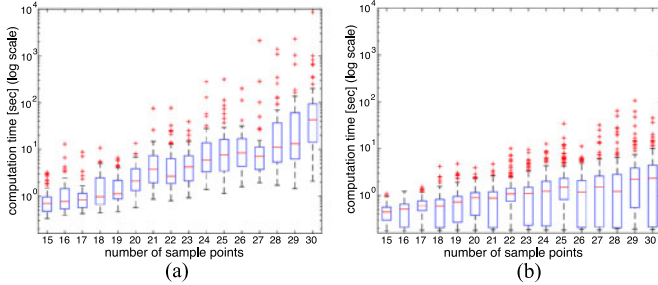 computation time [sec] (log scale)
10^4
10^3
10^2
10^1
10^0
15 16 17 18 19 20 21 22 23 24 25 26 27 28 29 30
number of sample points
(a)
computation time [sec] (log scale)
10^4
10^3
10^2
10^1
10^0
15 16 17 18 19 20 21 22 23 24 25 26 27 28 29 30
number of sample points
(b)